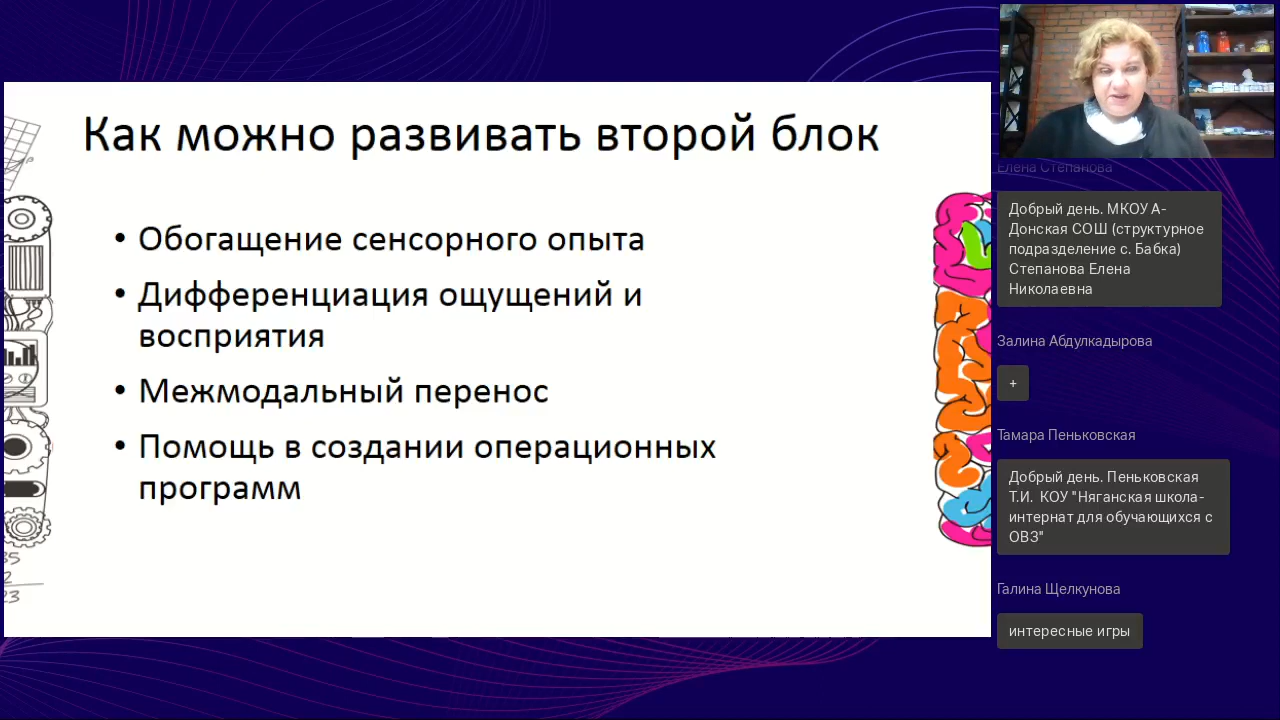 Как можно развивать второй блок
• Обогащение сенсорного опыта
• Дифференциация ощущений и
восприятия
• Межмодальный перенос
• Помощь в создании операционных
программ
Елена Степанова
Добрый день. МКОУ А-
Донская СОШ (структурное
подразделение с. Бабка)
Степанова Елена
Николаевна
Залина Абдулкадырова
+
Тамара Пеньковская
Добрый день. Пеньковская
Т.И. КОУ "Няганская школа-
интернат для обучающихся с
ОВЗ"
Галина Щелкунова
интересные игры